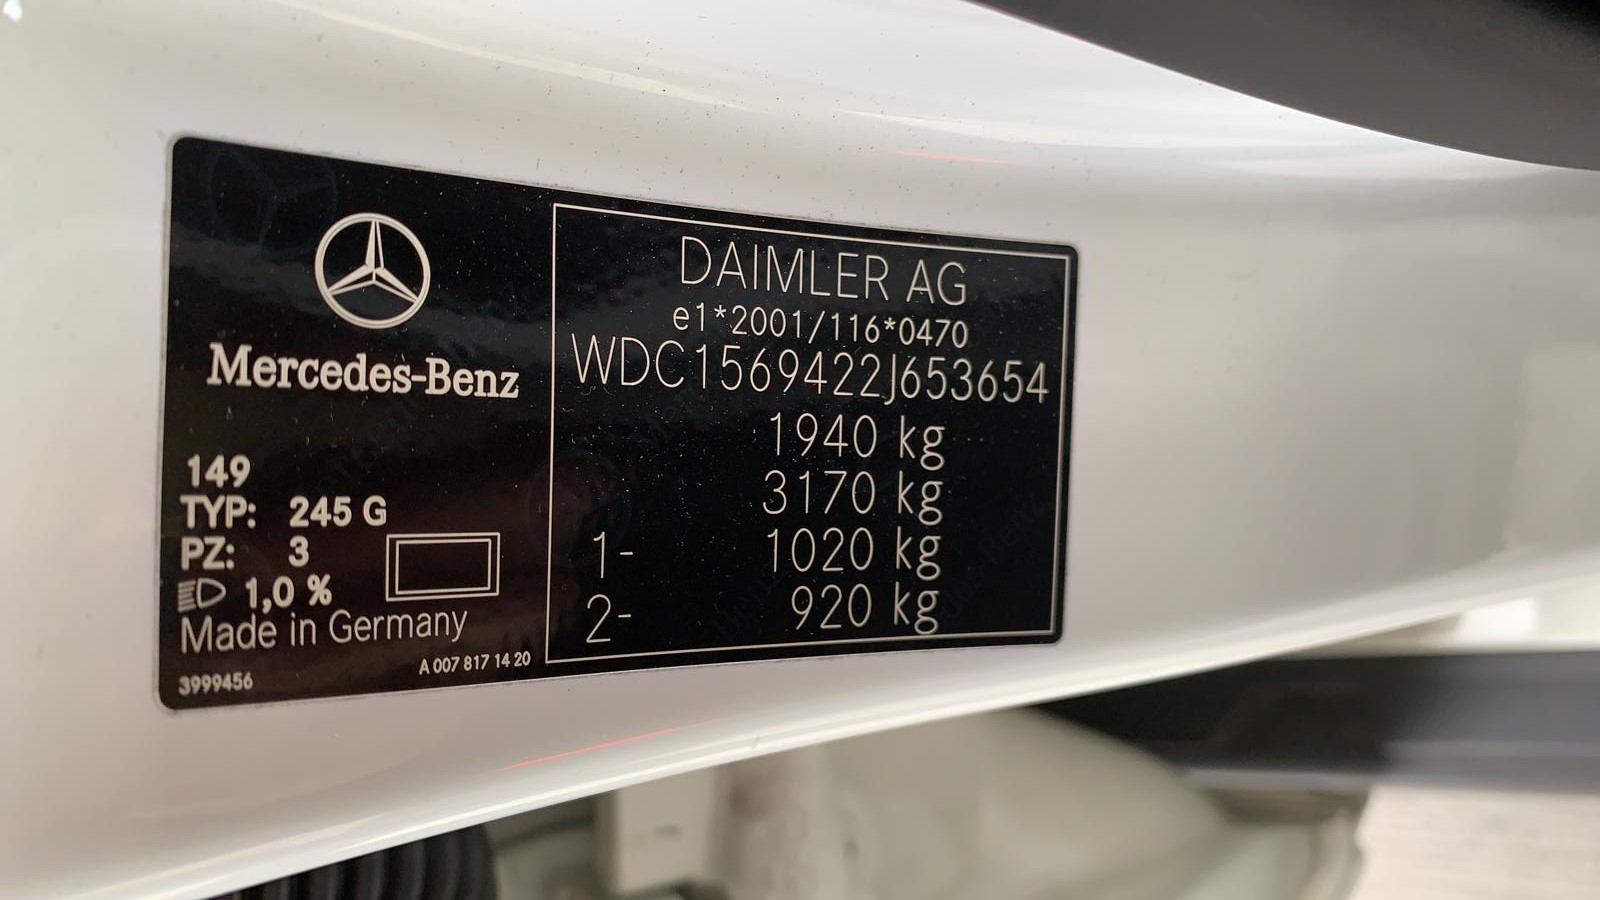 Mercedes-Benz
149
TYP: 245 G
PZ: 3
1,0 %
Made in Germany
A 007 817 14 20
3999456
DAIMLER AG
e1*2001/116*0470
WDC1569422J653654
1940 kg
3170 kg
1- 1020 kg
2- 920 kg